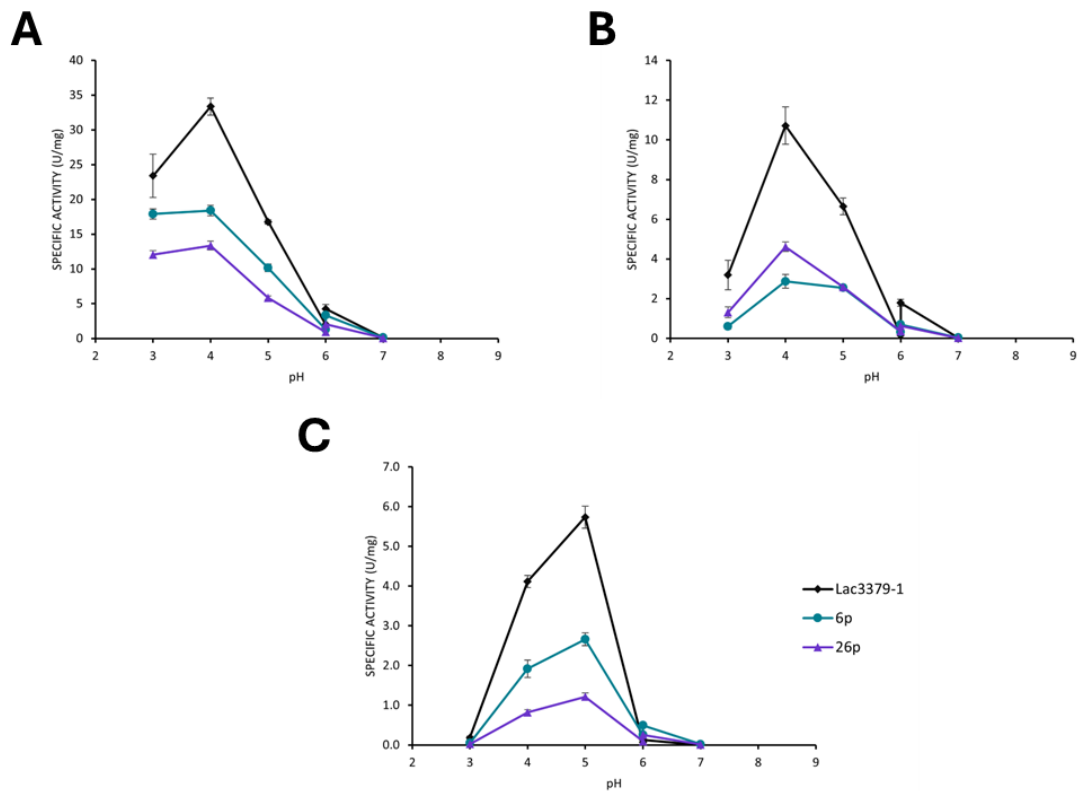 A
B
40
35
30
25
20
15
10
5
0
SPECIFIC ACTIVITY (U/mg)
2 3 4 5 6 7 8 9
pH
14
12
10
8
6
4
2
0
SPECIFIC ACTIVITY (U/mg)
2 3 4 5 6 7 8 9
pH
C
7.0
6.0
5.0
4.0
3.0
2.0
1.0
0.0
SPECIFIC ACTIVITY (U/mg)
2 3 4 5 6 7 8 9
pH
Lac3379-1
6p
26p